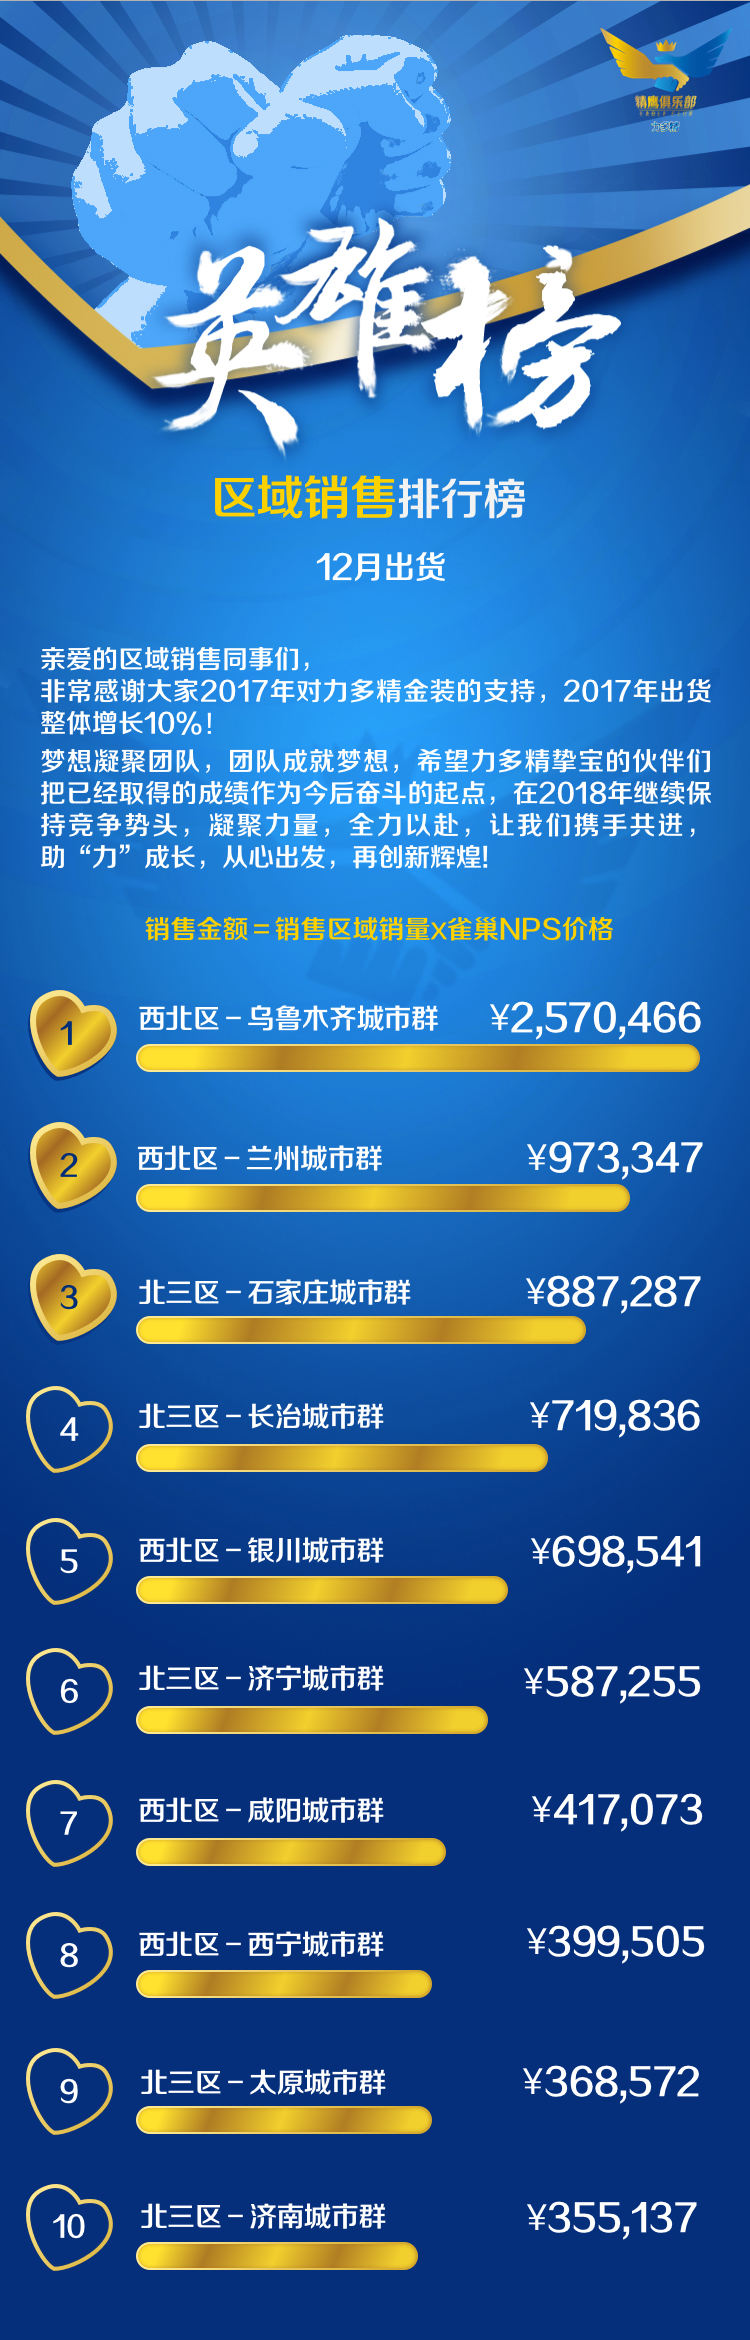 精鹰俱乐部
EAGLE CLUB
力多精
英雄榜
区域销售排行榜
12月出货
亲爱的区域销售同事们，
非常感谢大家2017年对力多精金装的支持，2017年出货
整体增长10%！
梦想凝聚团队，团队成就梦想，希望力多精挚宝的伙伴们
把已经取得的成绩作为今后奋斗的起点，在2018年继续保
持竞争势头，凝聚力量，全力以赴，让我们携手共进，
助“力”成长，从心出发，再创新辉煌!
销售金额=销售区域销量x雀巢NPS价格
1 西北区-乌鲁木齐城市群 ¥2,570,466
2 西北区-兰州城市群 ¥973,347
3 北三区-石家庄城市群 ¥887,287
4 北三区-长治城市群 ¥719,836
5 西北区-银川城市群 ¥698,541
6 北三区-济宁城市群 ¥587,255
7 西北区-咸阳城市群 ¥417,073
8 西北区-西宁城市群 ¥399,505
9 北三区-太原城市群 ¥368,572
10 北三区-济南城市群 ¥355,137